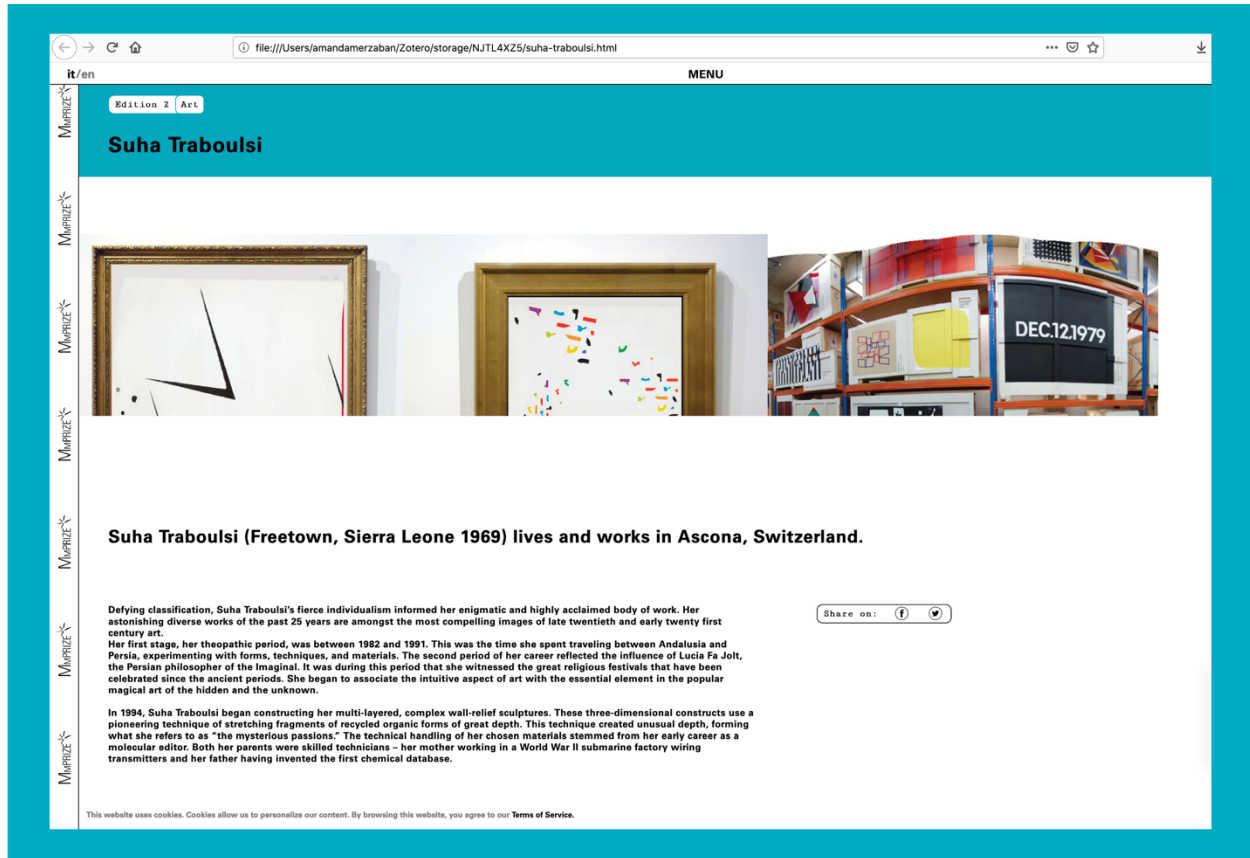 file:///Users/amandamerzaban/Zotero/storage/NJTL4XZ5/suha-traboulsi.html
it/en
MENU
Edition 2 Art
Suha Traboulsi
MMPRIZE
MMPRIZE
MMPRIZE
MMPRIZE
MMPRIZE
MMPRIZE
MMPRIZE
DEC.12.1979
Suha Traboulsi (Freetown, Sierra Leone 1969) lives and works in Ascona, Switzerland.
Defying classification, Suha Traboulsi's fierce individualism informed her enigmatic and highly acclaimed body of work. Her
astonishing diverse works of the past 25 years are amongst the most compelling images of late twentieth and early twenty first
century art.
Her first stage, her theopathic period, was between 1982 and 1991. This was the time she spent traveling between Andalusia and
Persia, experimenting with forms, techniques, and materials. The second period of her career reflected the influence of Lucia Fa Jolt,
the Persian philosopher of the Imaginal. It was during this period that she witnessed the great religious festivals that have been
celebrated since the ancient periods. She began to associate the intuitive aspect of art with the essential element in the popular
magical art of the hidden and the unknown.
In 1994, Suha Traboulsi began constructing her multi-layered, complex wall-relief sculptures. These three-dimensional constructs use a
pioneering technique of stretching fragments of recycled organic forms of great depth. This technique created unusual depth, forming
what she refers to as "the mysterious passions." The technical handling of her chosen materials stemmed from her early career as a
molecular editor. Both her parents were skilled technicians – her mother working in a World War II submarine factory wiring
transmitters and her father having invented the first chemical database.
Share on:
This website uses cookies. Cookies allow us to personalize our content. By browsing this website, you agree to our Terms of Service.